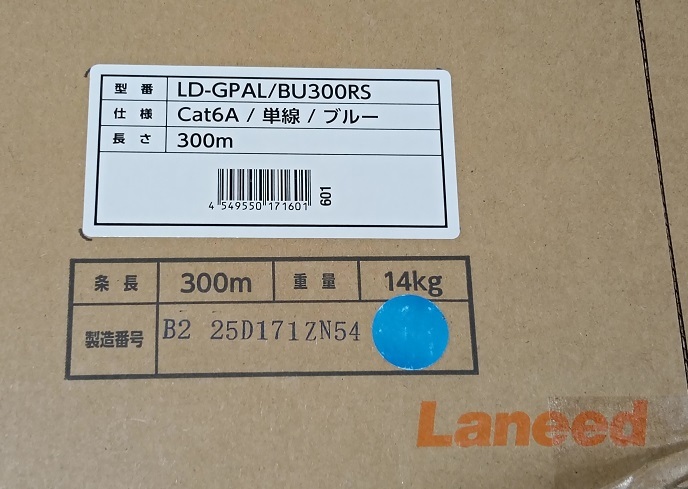 型番 LD-GPAL/BU300RS
仕様 Cat6A / 単線 / ブルー
長さ 300m
4 549550 171601 601
条長 300m 重量 14kg
製造番号 B2 25D171ZN54
Laneed